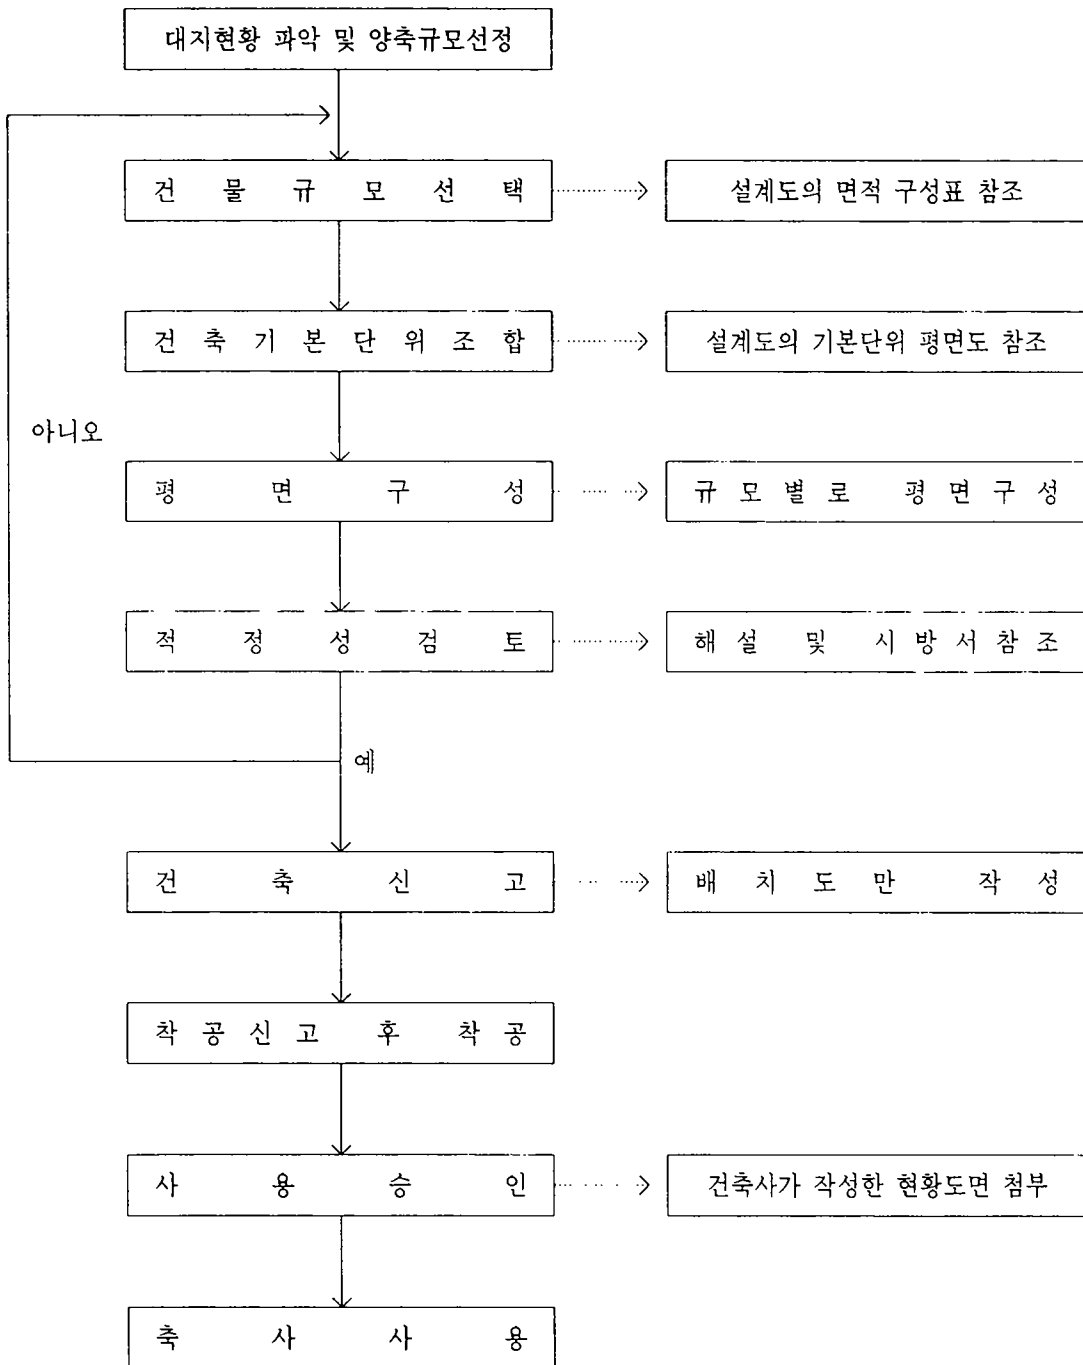 대지현황 파악 및 양축규모선정
건 물 규 모 선 택
설계도의 면적 구성표 참조
건 축 기 본 단 위 조 합
설계도의 기본단위 평면도 참조
아니오
평 면 구 성
규 모 별 로 평 면 구 성
적 정 성 검 토
해 설 및 시 방 서 참 조
예
건 축 신 고
배 치 도 만 작 성
착 공 신 고 후 착 공
사 용 승 인
건축사가 작성한 현황도면 첨부
축 사 사 용